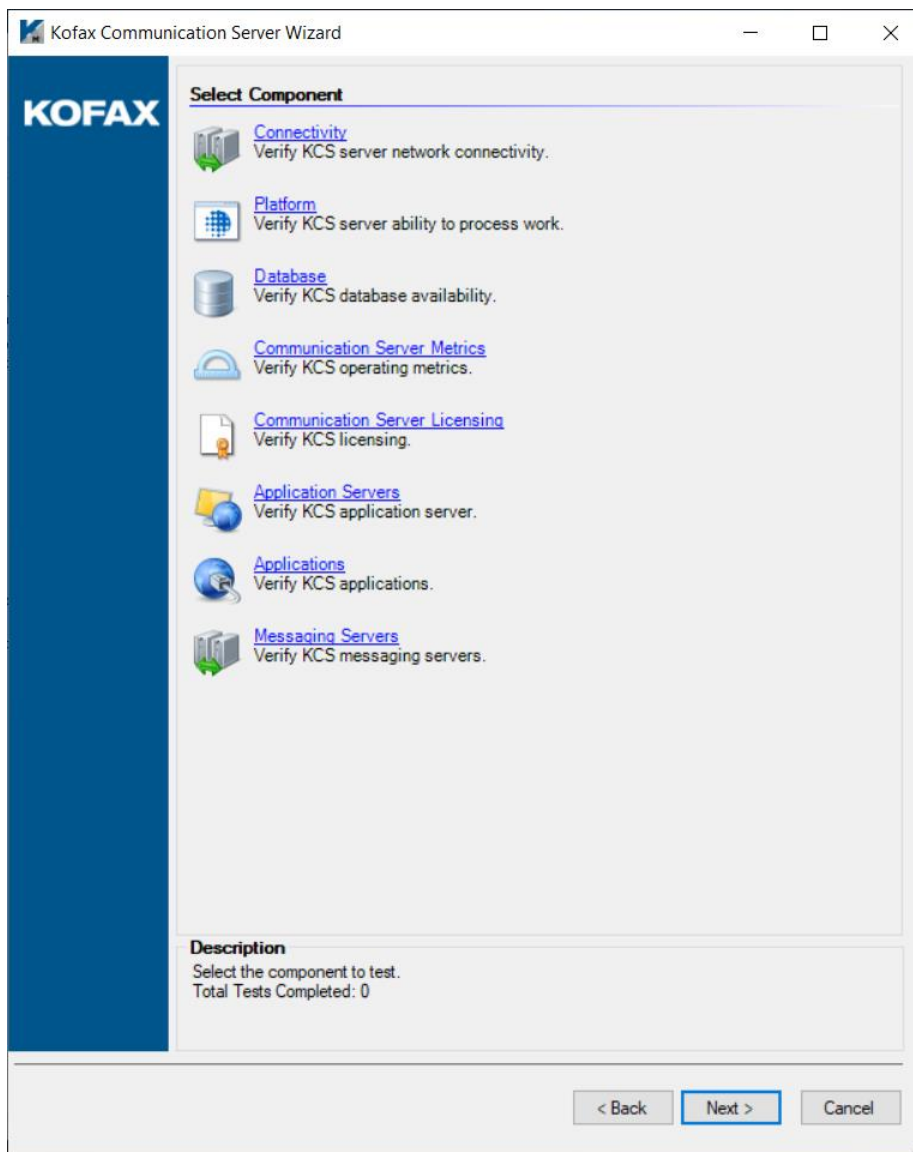 Kofax Communication Server Wizard
KOFAX
Select Component
Connectivity
Verify KCS server network connectivity.
Platform
Verify KCS server ability to process work.
Database
Verify KCS database availability.
Communication Server Metrics
Verify KCS operating metrics.
Communication Server Licensing
Verify KCS licensing.
Application Servers
Verify KCS application server.
Applications
Verify KCS applications.
Messaging Servers
Verify KCS messaging servers.
Description
Select the component to test.
Total Tests Completed: 0
< Back Next > Cancel